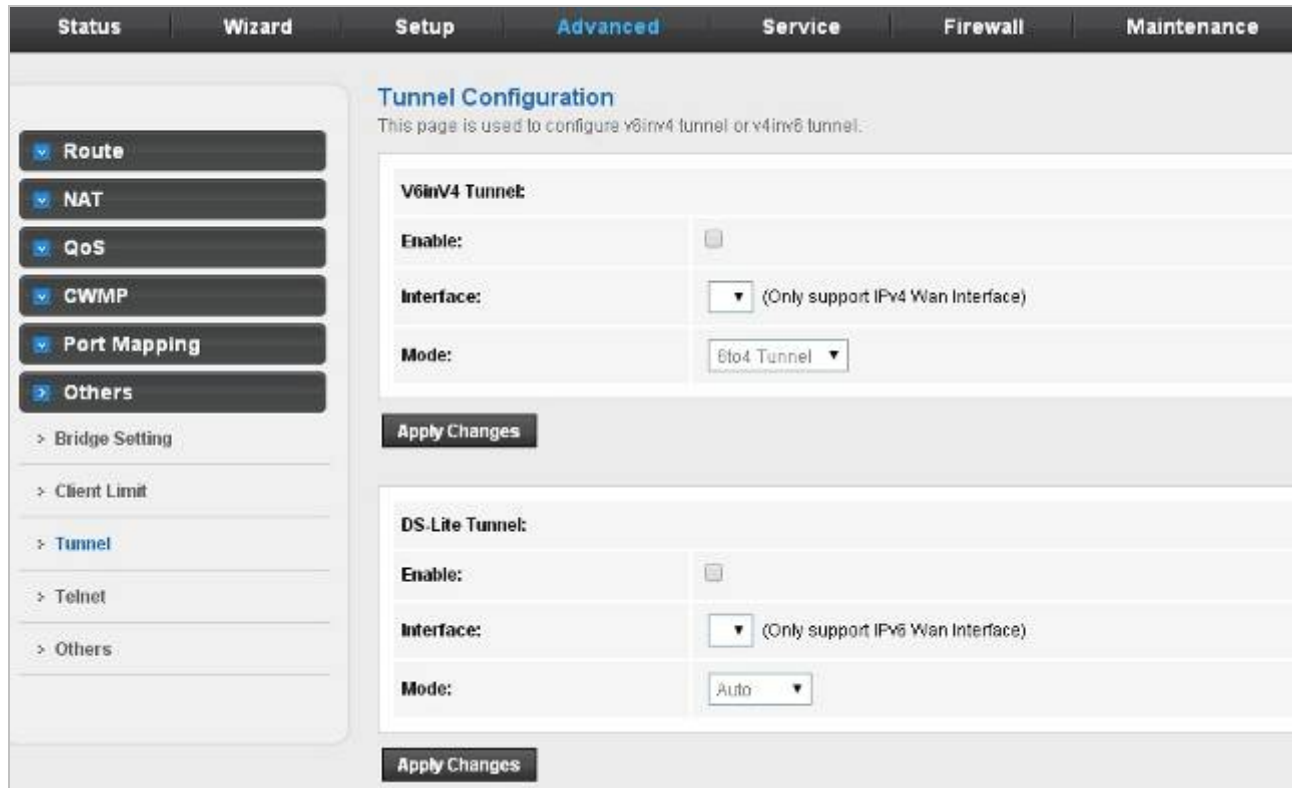 Status Wizard Setup Advanced Service Firewall Maintenance
Route
NAT
QoS
CWMP
Port Mapping
Others
> Bridge Setting
> Client Limit
> Tunnel
> Telnet
> Others
Tunnel Configuration
This page is used to configure v6inv4 tunnel or v4inv6 tunnel.
V6inV4 Tunnel:
Enable:
Interface: (Only support IPv4 Wan Interface)
Mode: 6to4 Tunnel
Apply Changes
DS-Lite Tunnel:
Enable:
Interface: (Only support IPv6 Wan Interface)
Mode: Auto
Apply Changes